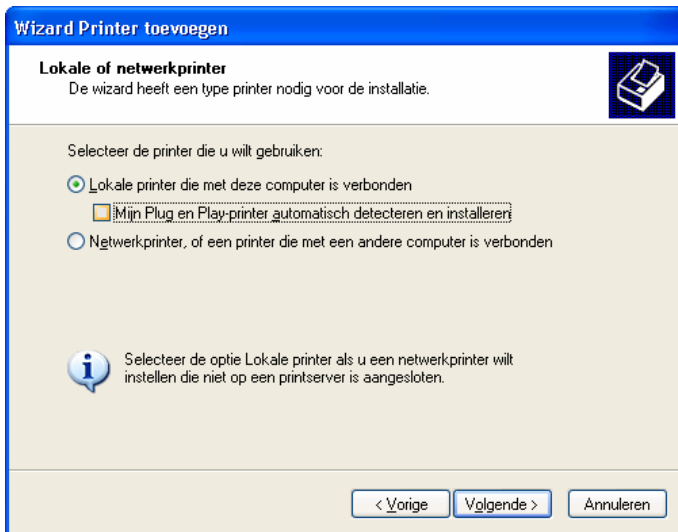 Wizard Printer toevoegen
Lokale of netwerkprinter
De wizard heeft een type printer nodig voor de installatie.
Selecteer de printer die u wilt gebruiken:
Lokale printer die met deze computer is verbonden
Mijn Plug en Play-printer automatisch detecteren en installeren
Netwerkprinter, of een printer die met een andere computer is verbonden
Selecteer de optie Lokale printer als u een netwerkprinter wilt
instellen die niet op een printserver is aangesloten.
< Vorige Volgende > Annuleren